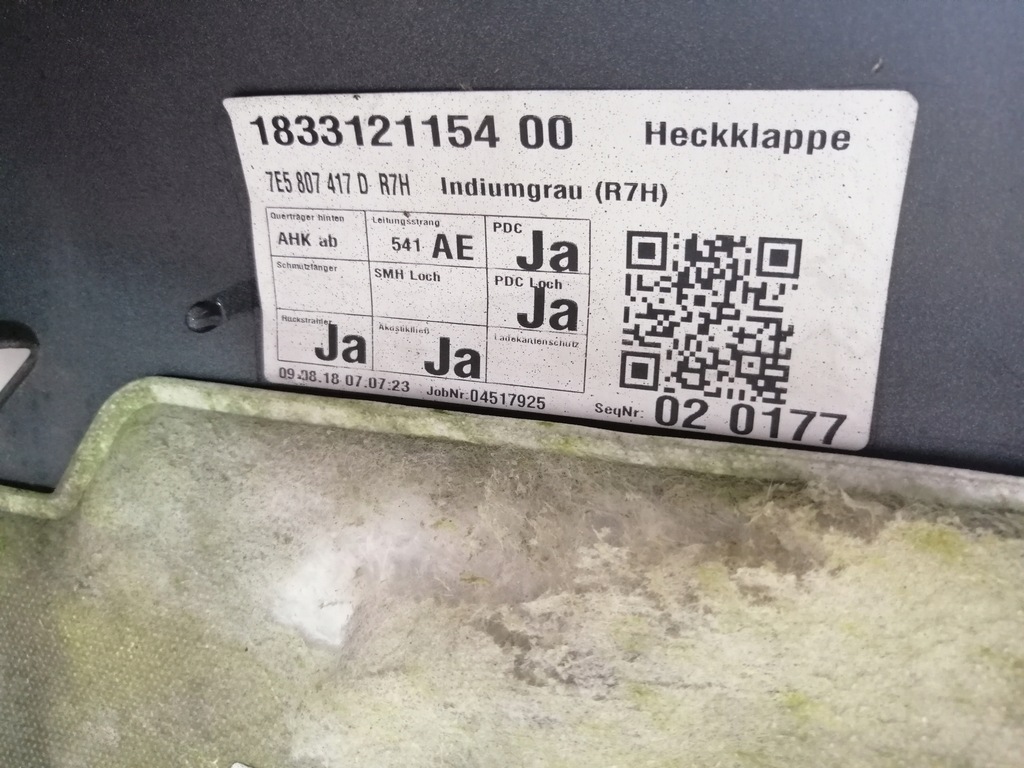 1833121154 00 Heckklappe
7E5 807 417 D R7H Indiumgrau (R7H)
Querträger hinten Leitungsstrang PDC
AHK ab 541 AE Ja
Schmutzfänger SMH Loch PDC Loch
Ja
Rückstrahler Akustikvließ Ladekantenschutz
Ja Ja
09.08.18 07:07:23 JobNr:04517925 SeqNr: 02 0177